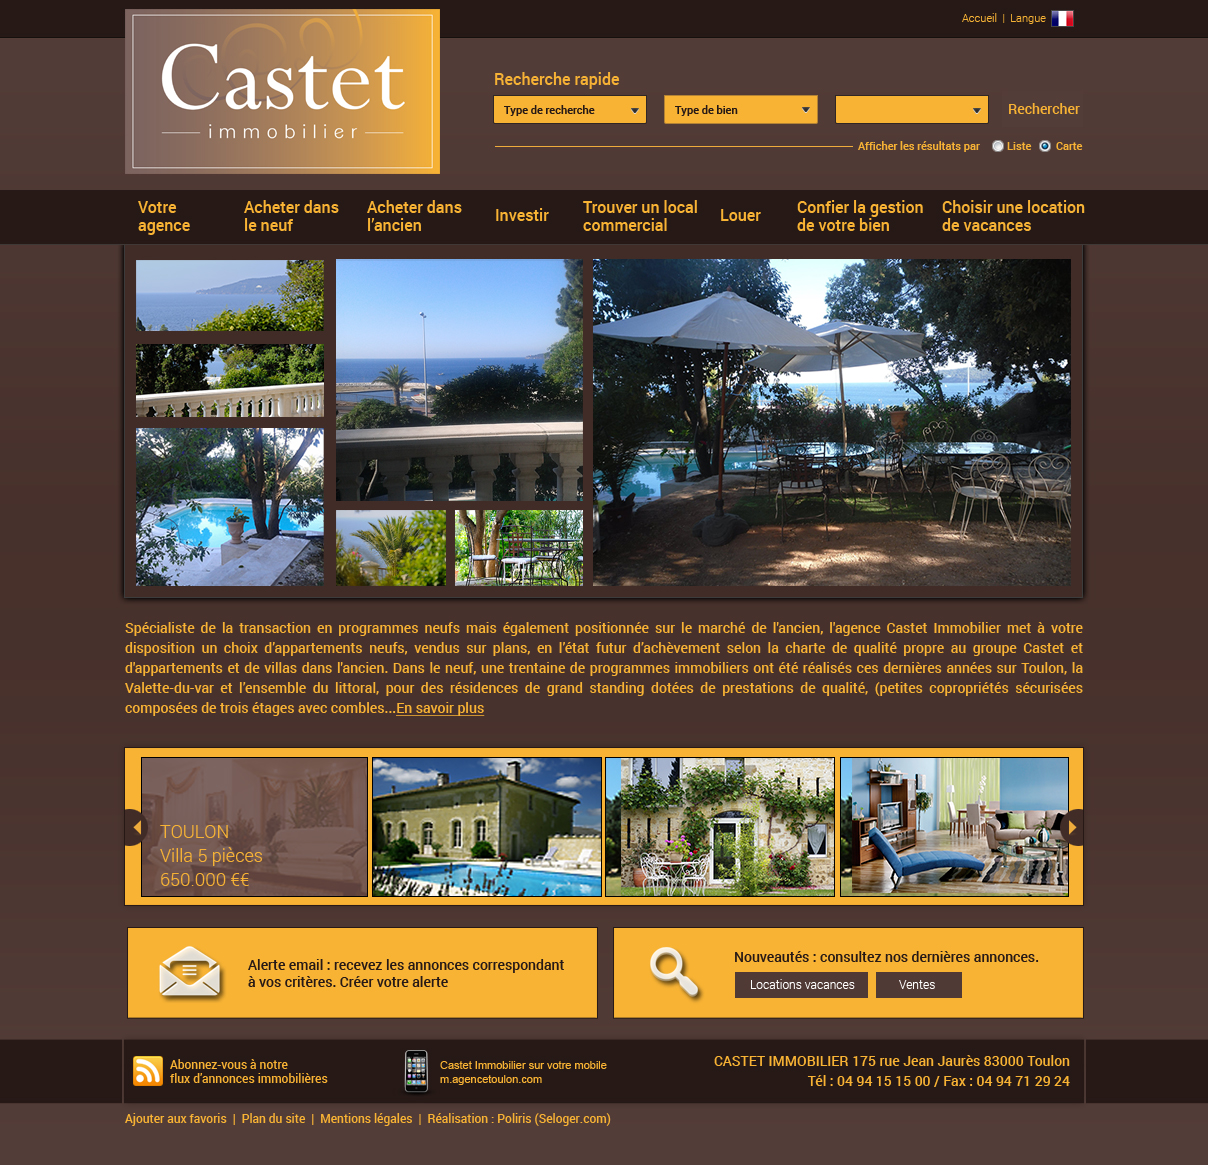 Accueil | Langue
Castet
immobilier
Recherche rapide
Type de recherche
Type de bien
Rechercher
Afficher les résultats par
Liste
Carte
Votre
agence
Acheter dans
le neuf
Acheter dans
l'ancien
Investir
Trouver un local
commercial
Louer
Confier la gestion
de votre bien
Choisir une location
de vacances
Spécialiste de la transaction en programmes neufs mais également positionnée sur le marché de l'ancien, l'agence Castet Immobilier met à votre
disposition un choix d'appartements neufs, vendus sur plans, en l'état futur d'achèvement selon la charte de qualité propre au groupe Castet et
d'appartements et de villas dans l'ancien. Dans le neuf, une trentaine de programmes immobiliers ont été réalisés ces dernières années sur Toulon, la
Valette-du-var et l'ensemble du littoral, pour des résidences de grand standing dotées de prestations de qualité, (petites copropriétés sécurisées
composées de trois étages avec combles...En savoir plus
TOULON
Villa 5 pièces
650.000 €€
Alerte email : recevez les annonces correspondant
à vos critères. Créer votre alerte
Nouveautés : consultez nos dernières annonces.
Locations vacances
Ventes
Abonnez-vous à notre
flux d'annonces immobilières
Castet Immobilier sur votre mobile
m.agencetoulon.com
CASTET IMMOBILIER 175 rue Jean Jaurès 83000 Toulon
Tél : 04 94 15 15 00 / Fax : 04 94 71 29 24
Ajouter aux favoris | Plan du site | Mentions légales | Réalisation : Poliris (Seloger.com)